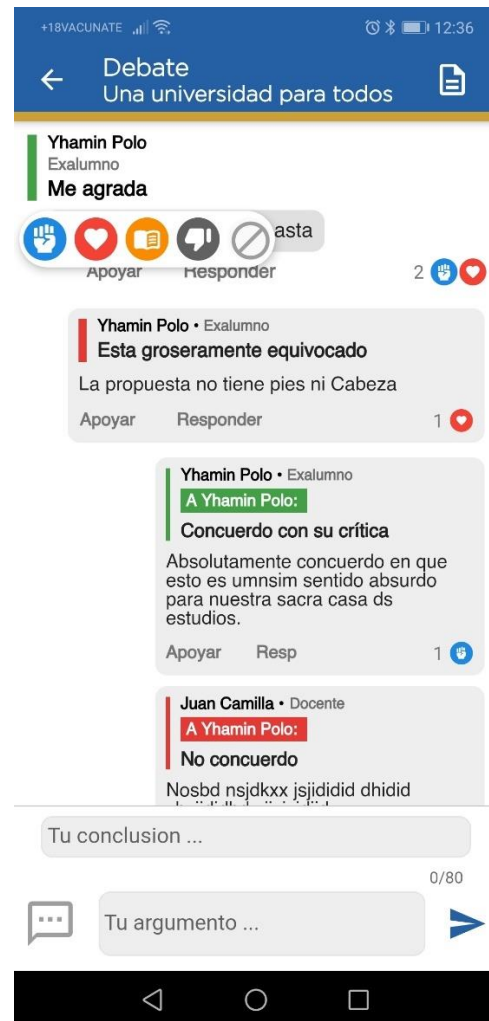 +18VACUNATE
12:36
Debate
Una universidad para todos
Yhamin Polo
Exalumno
Me agrada
asta
Apoyar Responder 2
Yhamin Polo • Exalumno
Esta groseramente equivocado
La propuesta no tiene pies ni Cabeza
Apoyar Responder 1
Yhamin Polo • Exalumno
A Yhamin Polo:
Concuerdo con su crítica
Absolutamente concuerdo en que
esto es umnsim sentido absurdo
para nuestra sacra casa ds
estudios.
Apoyar Resp 1
Juan Camilla • Docente
A Yhamin Polo:
No concuerdo
Nosbd nsjdkxx jsjididid dhidid
Tu conclusion ...
0/80
Tu argumento ...